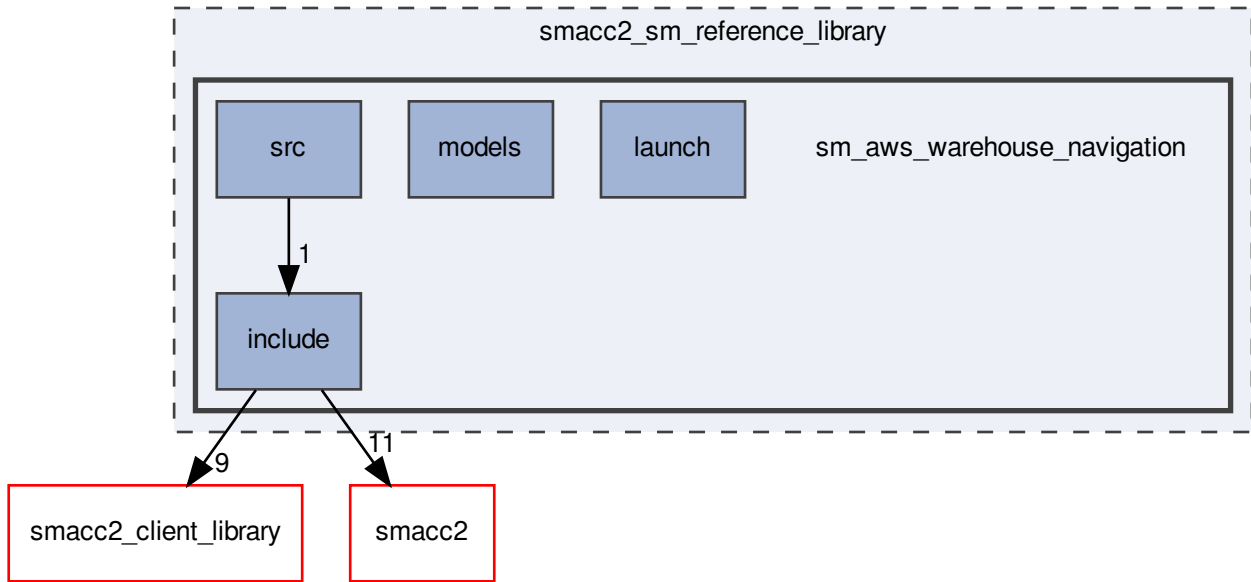 smacc2_sm_reference_library
src
models
launch
sm_aws_warehouse_navigation
1
include
9
11
smacc2_client_library
smacc2